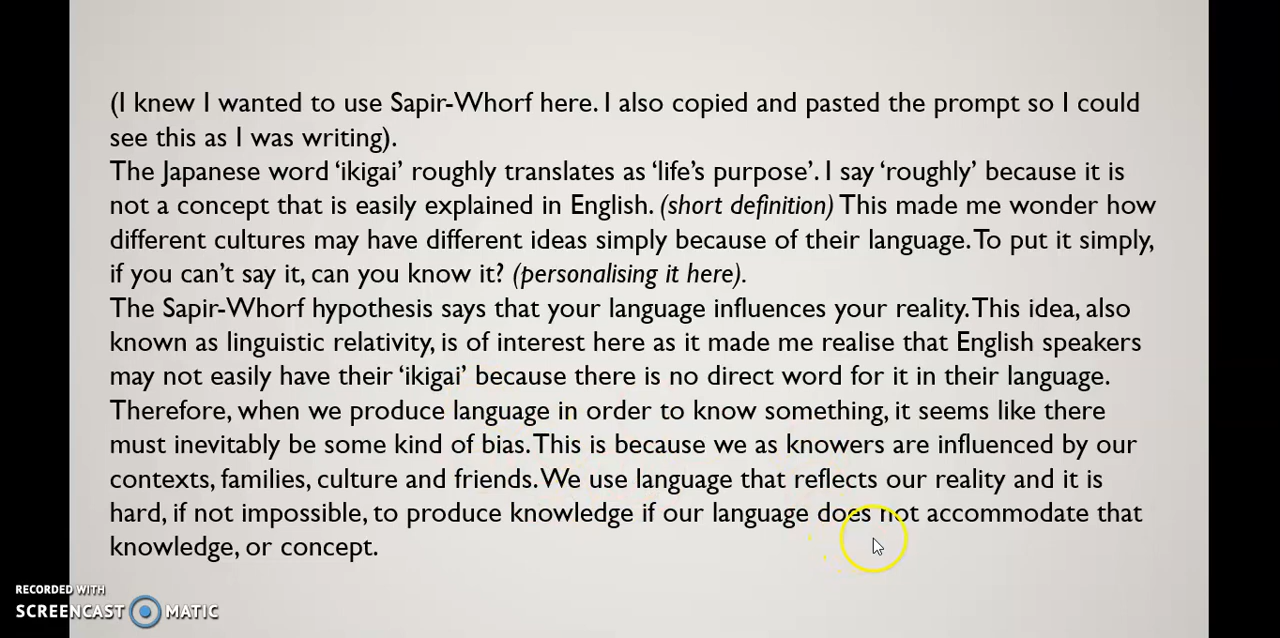 (I knew I wanted to use Sapir-Whorf here. I also copied and pasted the prompt so I could
see this as I was writing).
The Japanese word ‘ikigai’ roughly translates as ‘life’s purpose’. I say ‘roughly’ because it is
not a concept that is easily explained in English. (short definition) This made me wonder how
different cultures may have different ideas simply because of their language. To put it simply,
if you can’t say it, can you know it? (personalising it here).
The Sapir-Whorf hypothesis says that your language influences your reality. This idea, also
known as linguistic relativity, is of interest here as it made me realise that English speakers
may not easily have their ‘ikigai’ because there is no direct word for it in their language.
Therefore, when we produce language in order to know something, it seems like there
must inevitably be some kind of bias. This is because we as knowers are influenced by our
contexts, families, culture and friends. We use language that reflects our reality and it is
hard, if not impossible, to produce knowledge if our language does not accommodate that
knowledge, or concept.
RECORDED WITH
SCREENCAST MATIC